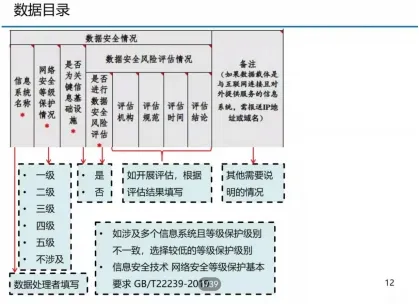 数据目录
数据安全情况
数据安全风险评估情况
信息系统名称
网络安全等级保护情况
是否为关键信息基础设施
是否进行数据安全风险评估
评估机构
评估规范
评估时间
评估结论
备注
(如果数据载体是
与互联网连接且对
外提供服务的信息
系统，需报送IP地
址或域名)
• 一级
• 二级
• 三级
• 四级
• 五级
• 不涉及
• 是
• 否
如开展评估，根据
评估结果填写
其他需要说
明的情况
数据处理者填写
• 如涉及多个信息系统且等级保护级别
不一致，选择较低的等级保护级别
• 信息安全技术 网络安全等级保护基本
要求 GB/T22239-2019
12